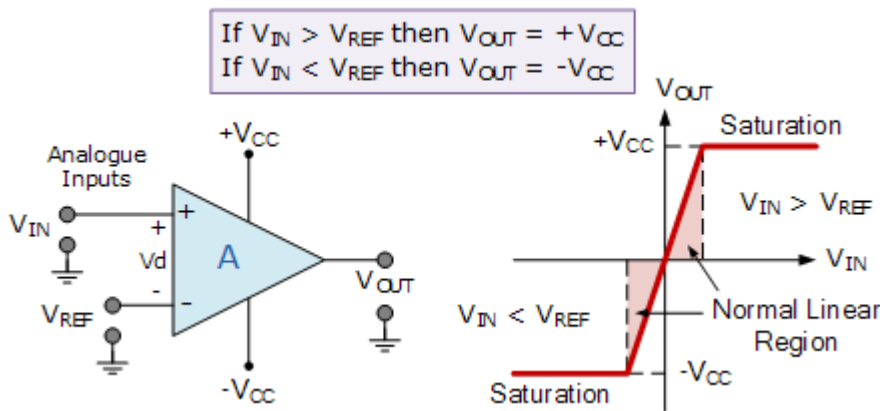 If VIN > VREF then VOUT = +VCC
If VIN < VREF then VOUT = -VCC
Analogue
Inputs
+VCC
VIN
+
+
Vd
A
-
–
VREF
VOUT
-VCC
VOUT
Saturation
+VCC
VIN > VREF
VIN
VIN < VREF
Normal Linear
Region
-VCC
Saturation